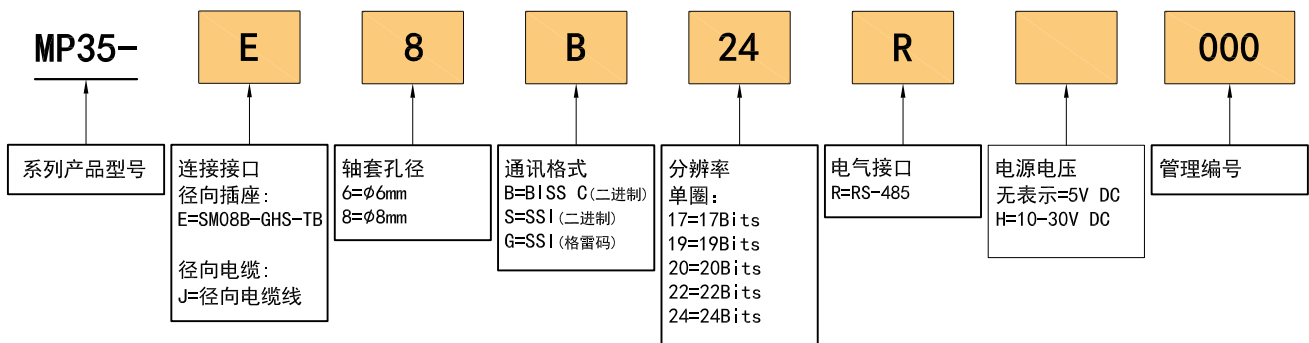 MP35- E 8 B 24 R 000
系列产品型号
连接接口
径向插座:
E=SM08B-GHS-TB
径向电缆:
J=径向电缆线
轴套孔径
6=Φ6mm
8=Φ8mm
通讯格式
B=BISS C(二进制)
S=SSI(二进制)
G=SSI(格雷码)
分辨率
单圈:
17=17Bits
19=19Bits
20=20Bits
22=22Bits
24=24Bits
电气接口
R=RS-485
电源电压
无表示=5V DC
H=10-30V DC
管理编号